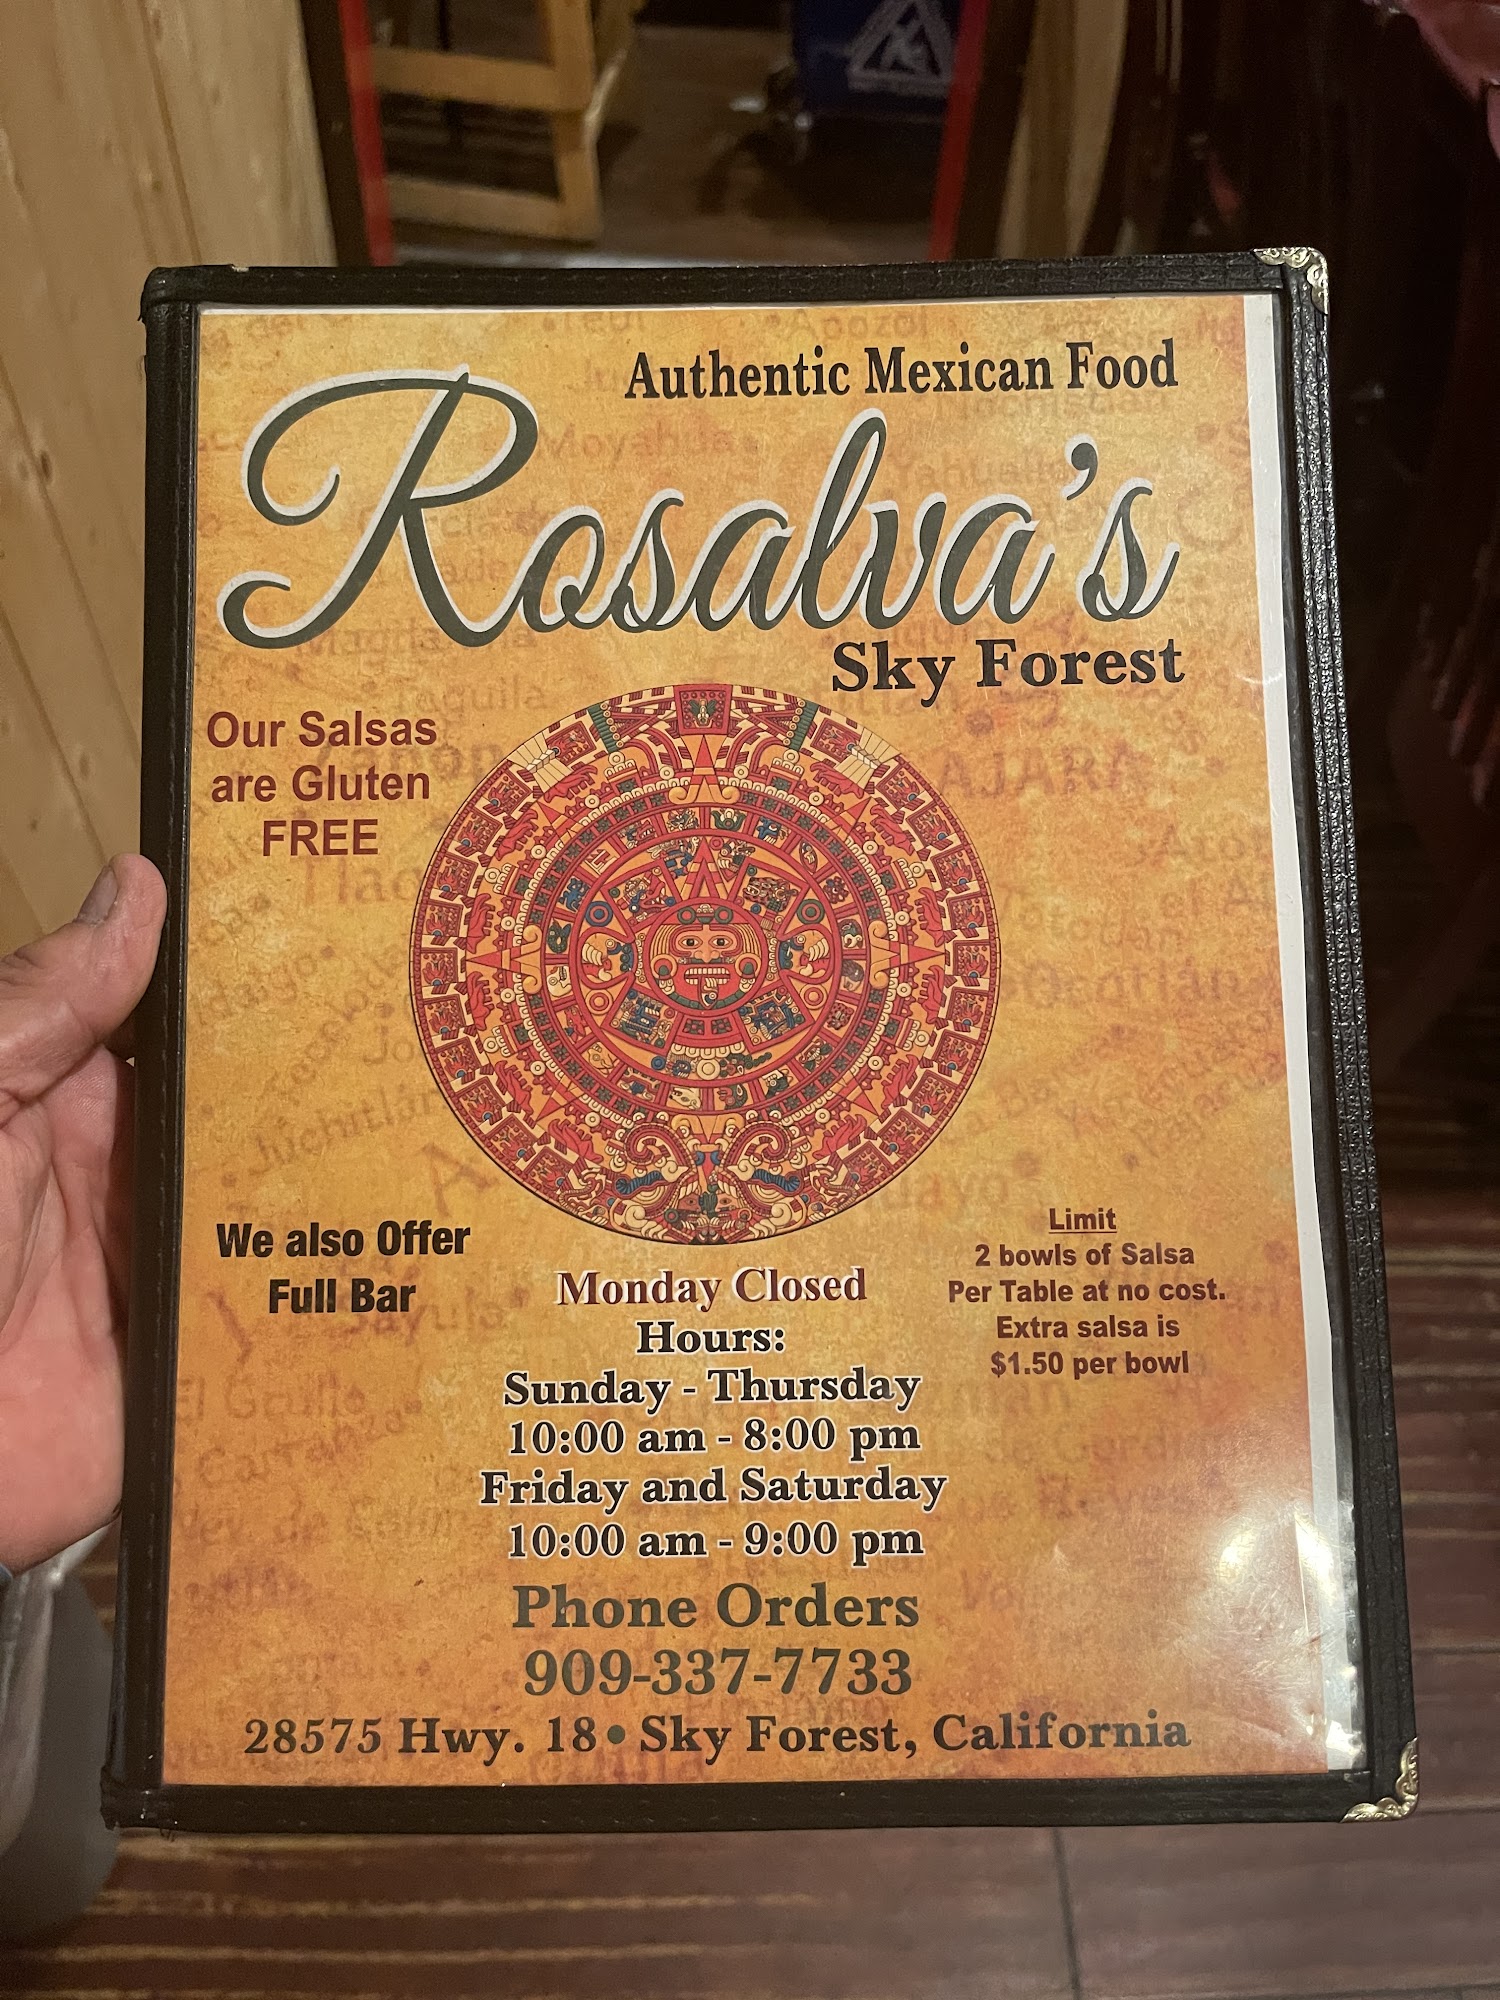 Authentic Mexican Food
Rosalva's
Sky Forest
Our Salsas
are Gluten
FREE
We also Offer
Full Bar
Limit
2 bowls of Salsa
Per Table at no cost.
Extra salsa is
$1.50 per bowl
Monday Closed
Hours:
Sunday - Thursday
10:00 am - 8:00 pm
Friday and Saturday
10:00 am - 9:00 pm
Phone Orders
909-337-7733
28575 Hwy. 18 • Sky Forest, California